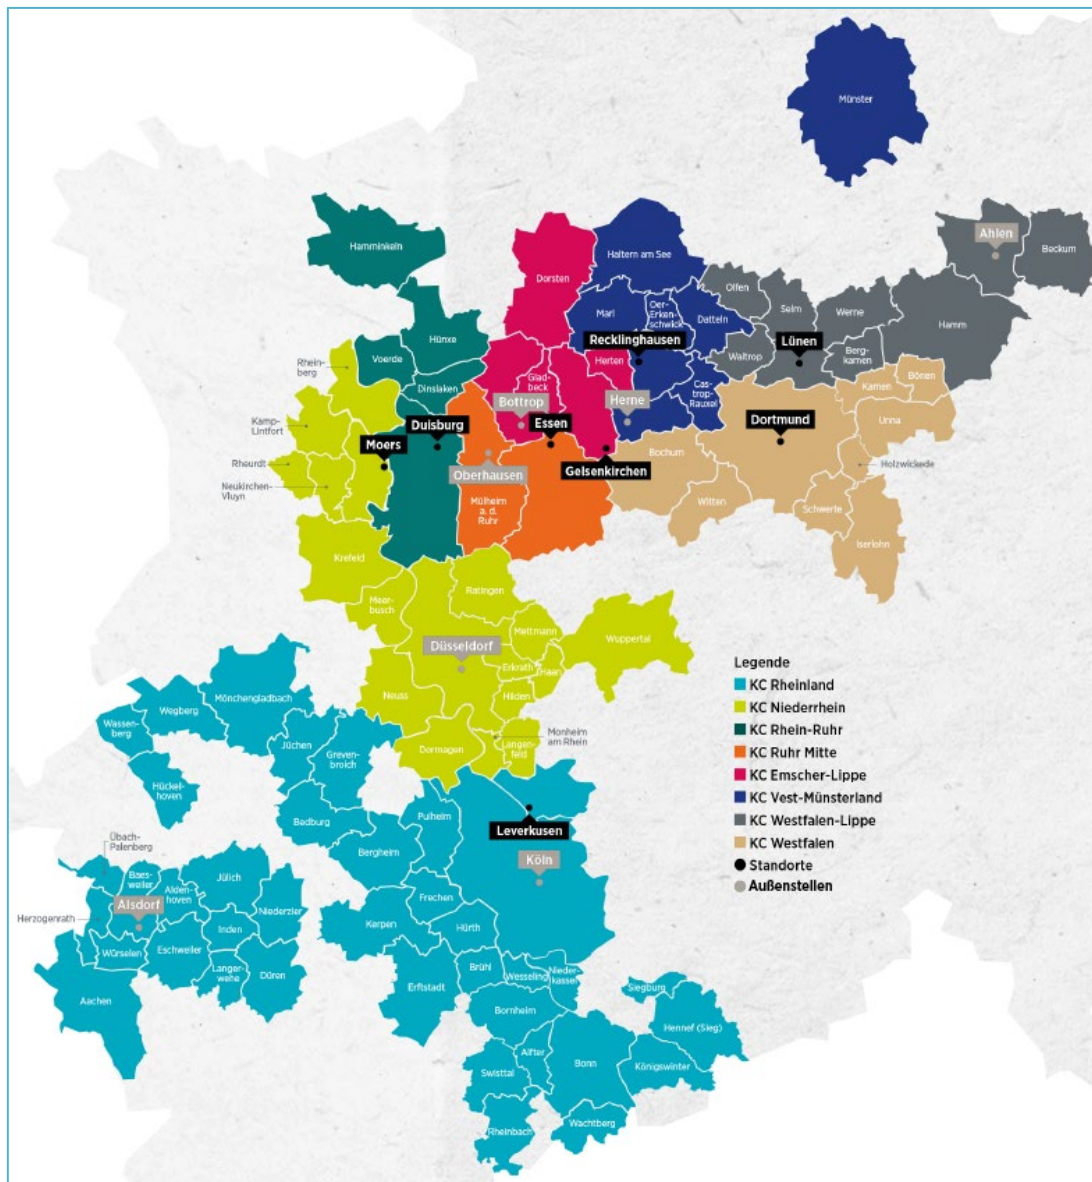 Münster
Ahlen
Beckum
Hamminkeln
Haltern am See
Dorsten
Olfen
Selm
Werne
Hamm
Marl
Oer-
Erken-
schwick
Datteln
Hünxe
Voerde
Recklinghausen
Lünen
Waltrop
Berg-
kamen
Rhein-
berg
Dinslaken
Herten
Glad-
beck
Cas-
trop-
Rauxel
Bönen
Kamen
Bottrop
Herne
Kamp-
Lintfort
Duisburg
Essen
Dortmund
Unna
Moers
Bochum
Rheurdt
Oberhausen
Gelsenkirchen
Holzwickede
Neukirchen-
Vluyn
Mülheim
a. d.
Ruhr
Witten
Schwerte
Iserlohn
Krefeld
Ratingen
Meer-
busch
Mettmann
Wuppertal
Düsseldorf
Erkrath
Haan
Neuss
Hilden
Monheim
am Rhein
Dormagen
Langen-
feld
Legende
KC Rheinland
KC Niederrhein
KC Rhein-Ruhr
KC Ruhr Mitte
KC Emscher-Lippe
KC Vest-Münsterland
KC Westfalen-Lippe
KC Westfalen
Standorte
Außenstellen
Mönchengladbach
Wegberg
Wassen-
berg
Jüchen
Greven-
broich
Hückel-
hoven
Bedburg
Pulheim
Leverkusen
Bergheim
Köln
Übach-
Palenberg
Baes-
weiler
Alden-
hoven
Jülich
Frechen
Alsdorf
Niederzier
Herzogenrath
Inden
Kerpen
Hürth
Würselen
Eschweiler
Langer-
wehe
Düren
Brühl
Wesseling
Nieder-
kassel
Aachen
Erftstadt
Siegburg
Bornheim
Hennef (Sieg)
Alfter
Bonn
Königswinter
Swisttal
Wachtberg
Rheinbach